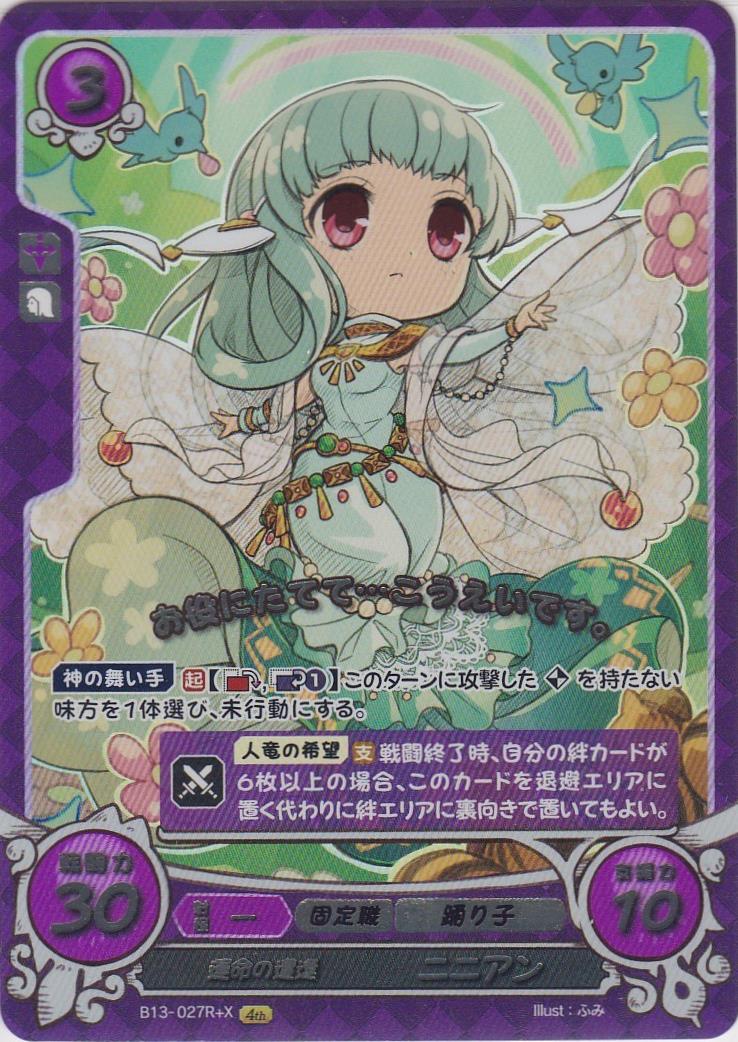 3
お役にたてて…こうえいです。
神の舞い手 起【 , 1】このターンに攻撃した を持たない
味方を1体選び、未行動にする。
人竜の希望 支 戦闘終了時、自分の絆カードが
6枚以上の場合、このカードを退避エリアに
置く代わりに絆エリアに裏向きで置いてもよい。
戦闘力
30
射程 ー 固定職 踊り子
支援力
10
運命の遭逢 ニニアン
B13-027R+X 4th Illust:ふみ